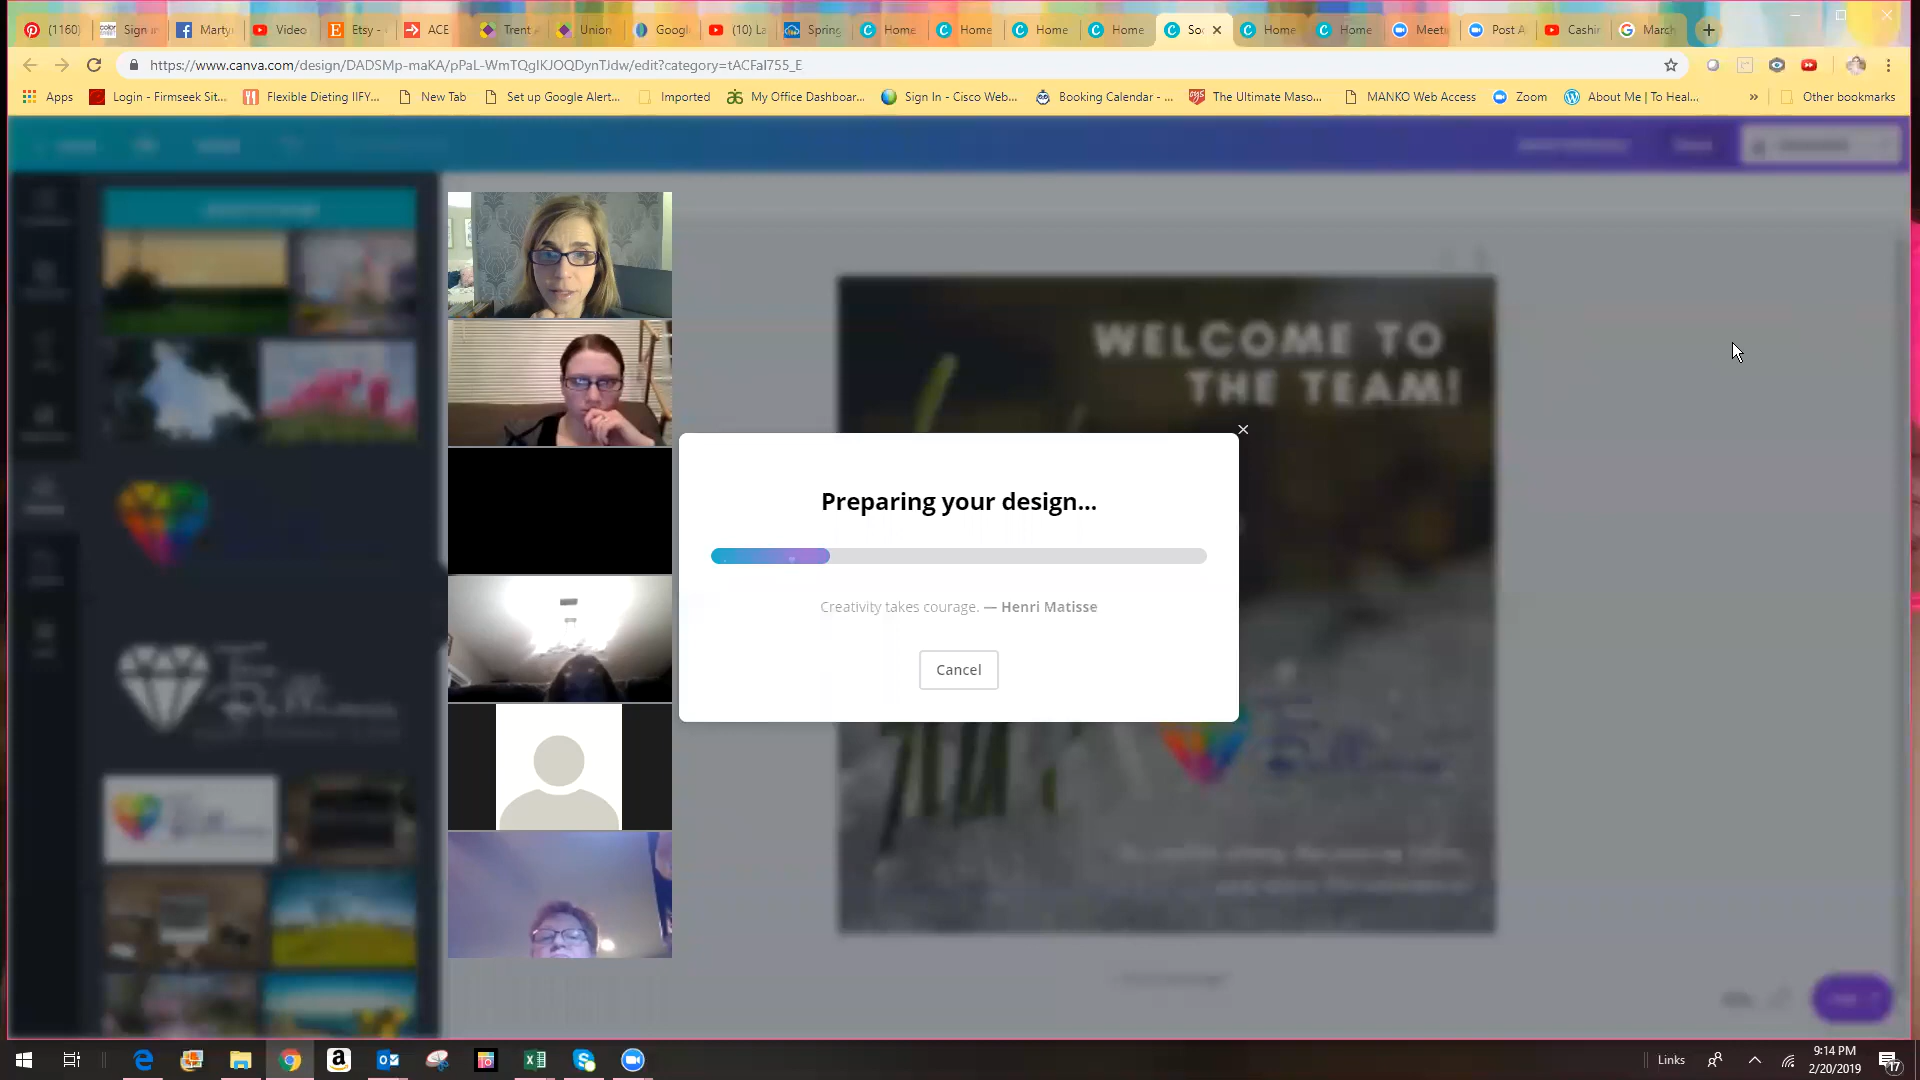 (1160)
Sign in
Marty
Video
Etsy -
ACE
Trent
Union
Googl
(10) La
Spring
Home
Home
Home
Home
So
Home
Home
Meeti
Post A
Cashi
March
https://www.canva.com/design/DADSMp-maKA/pPaL-WmTQgIKJOQDynTJdw/edit?category=tACFaI755_E
Apps
Login - Firmseek Sit...
Flexible Dieting IIFY...
New Tab
Set up Google Alert...
Imported
My Office Dashboar...
Sign In - Cisco Web...
Booking Calendar - ...
The Ultimate Maso...
MANKO Web Access
Zoom
About Me | To Heal...
»
Other bookmarks
WELCOME TO
THE TEAM!
Preparing your design...
Creativity takes courage. — Henri Matisse
Cancel
Links
9:14 PM
2/20/2019
17